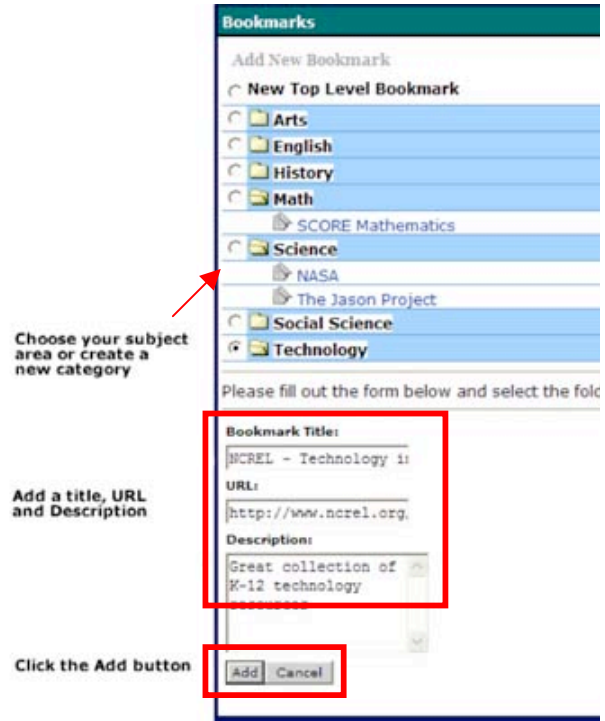 Bookmarks
Add New Bookmark
New Top Level Bookmark
Arts
English
History
Math
SCORE Mathematics
Science
NASA
The Jason Project
Social Science
Technology
Choose your subject
area or create a
new category
Please fill out the form below and select the fold
Bookmark Title:
NCREL - Technology i
URL:
http://www.ncrel.org
Description:
Great collection of
K-12 technology
resources
Add a title, URL
and Description
Click the Add button
Add Cancel